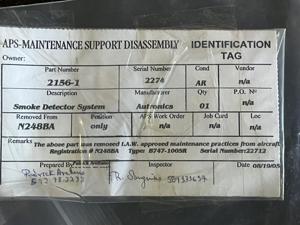 APS-MAINTENANCE SUPPORT DISASSEMBLY IDENTIFICATION
TAG
Owner:
Part Number Serial Number Cond Vendor
2156-1 2274 AR n/a
Description Manufacturer Qty P.O. No
Smoke Detector System Autronics 01 n/a
Removed From Position APS Work Order Job Card Loc
N248BA only n/a n/a n/a
Remarks The above part was removed I.A.W. approved maintenance practices from aircraft
Registration # N248BA Type: B747-100SR Serial Number:22712
Prepared By Inspector Date
08/19/05